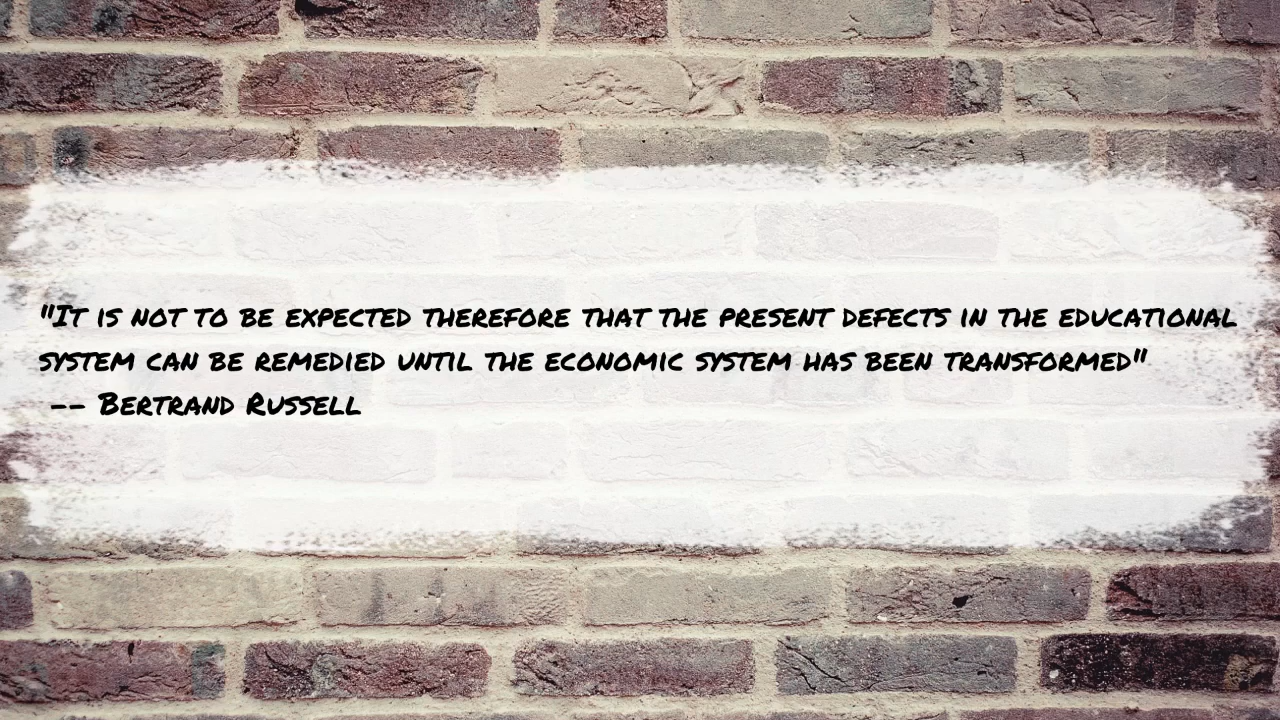 "It is not to be expected therefore that the present defects in the educational
system can be remedied until the economic system has been transformed"
-- Bertrand Russell